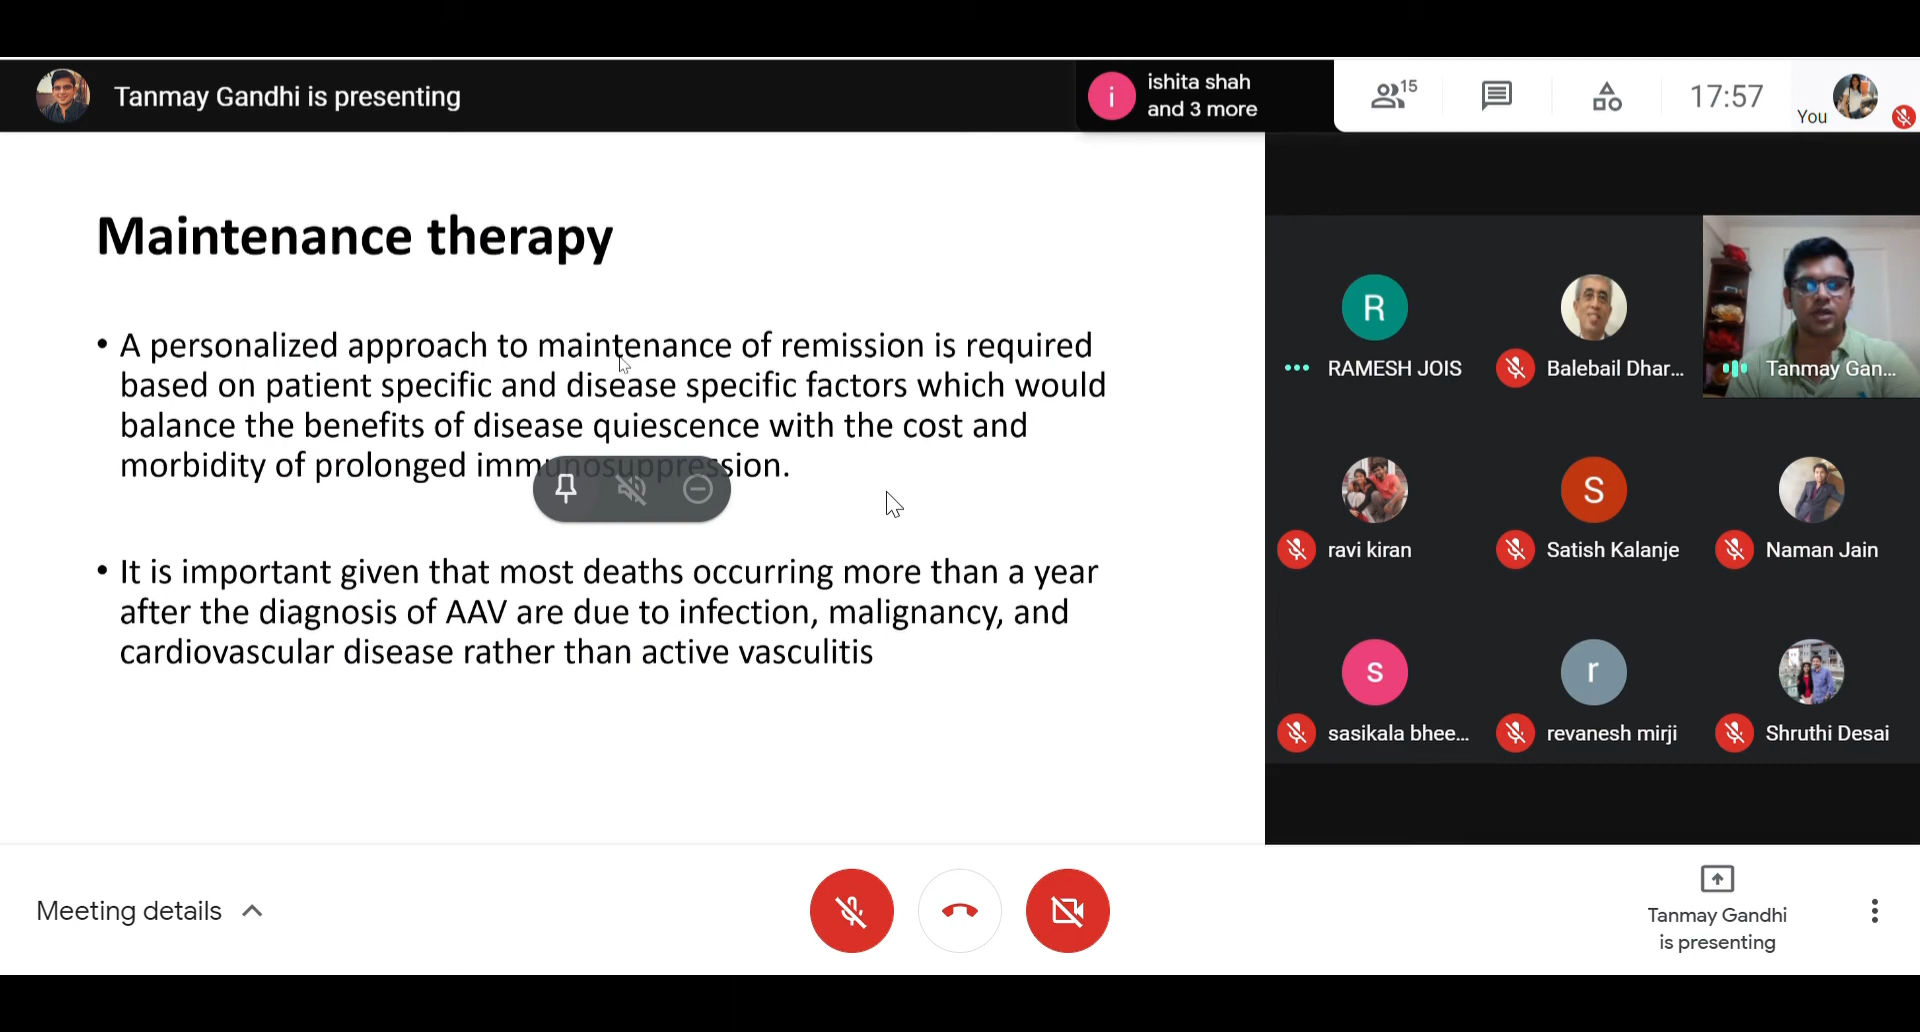 Tanmay Gandhi is presenting
i
ishita shah
and 3 more
15
17:57
You
Maintenance therapy
• A personalized approach to maintenance of remission is required
based on patient specific and disease specific factors which would
balance the benefits of disease quiescence with the cost and
morbidity of prolonged immunosuppression.
• It is important given that most deaths occurring more than a year
after the diagnosis of AAV are due to infection, malignancy, and
cardiovascular disease rather than active vasculitis
R
RAMESH JOIS
Balebail Dhar...
Tanmay Gan...
ravi kiran
S
Satish Kalanje
Naman Jain
s
sasikala bhee...
r
revanesh mirji
Shruthi Desai
Meeting details
Tanmay Gandhi
is presenting